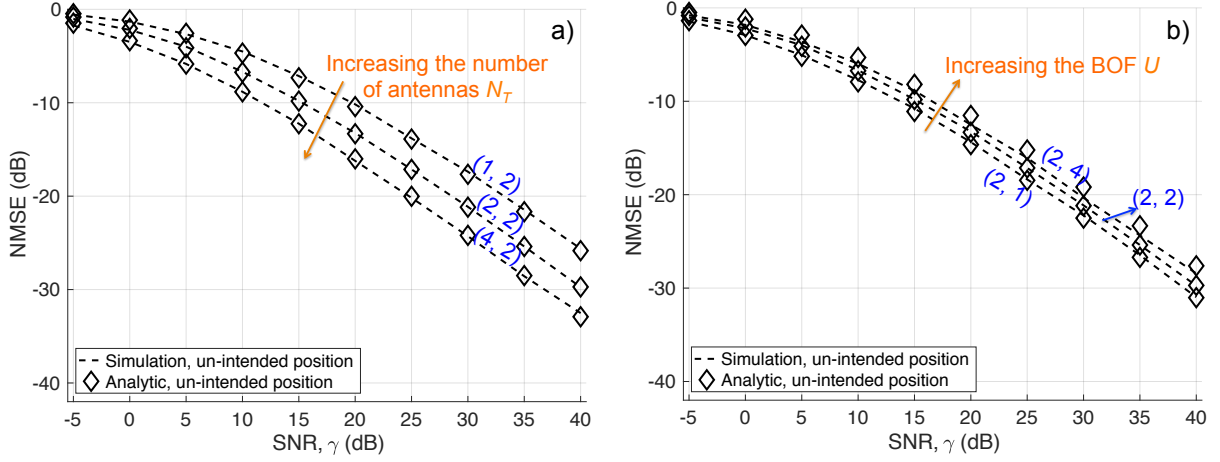 a)
0
-10
-20
-30
-40
NMSE (dB)
Increasing the number
of antennas N_T
(1, 2)
(2, 2)
(4, 2)
Simulation, un-intended position
Analytic, un-intended position
-5 0 5 10 15 20 25 30 35 40
SNR, γ (dB)
b)
0
-10
-20
-30
-40
NMSE (dB)
Increasing the BOF U
(2, 4)
(2, 1)
(2, 2)
Simulation, un-intended position
Analytic, un-intended position
-5 0 5 10 15 20 25 30 35 40
SNR, γ (dB)